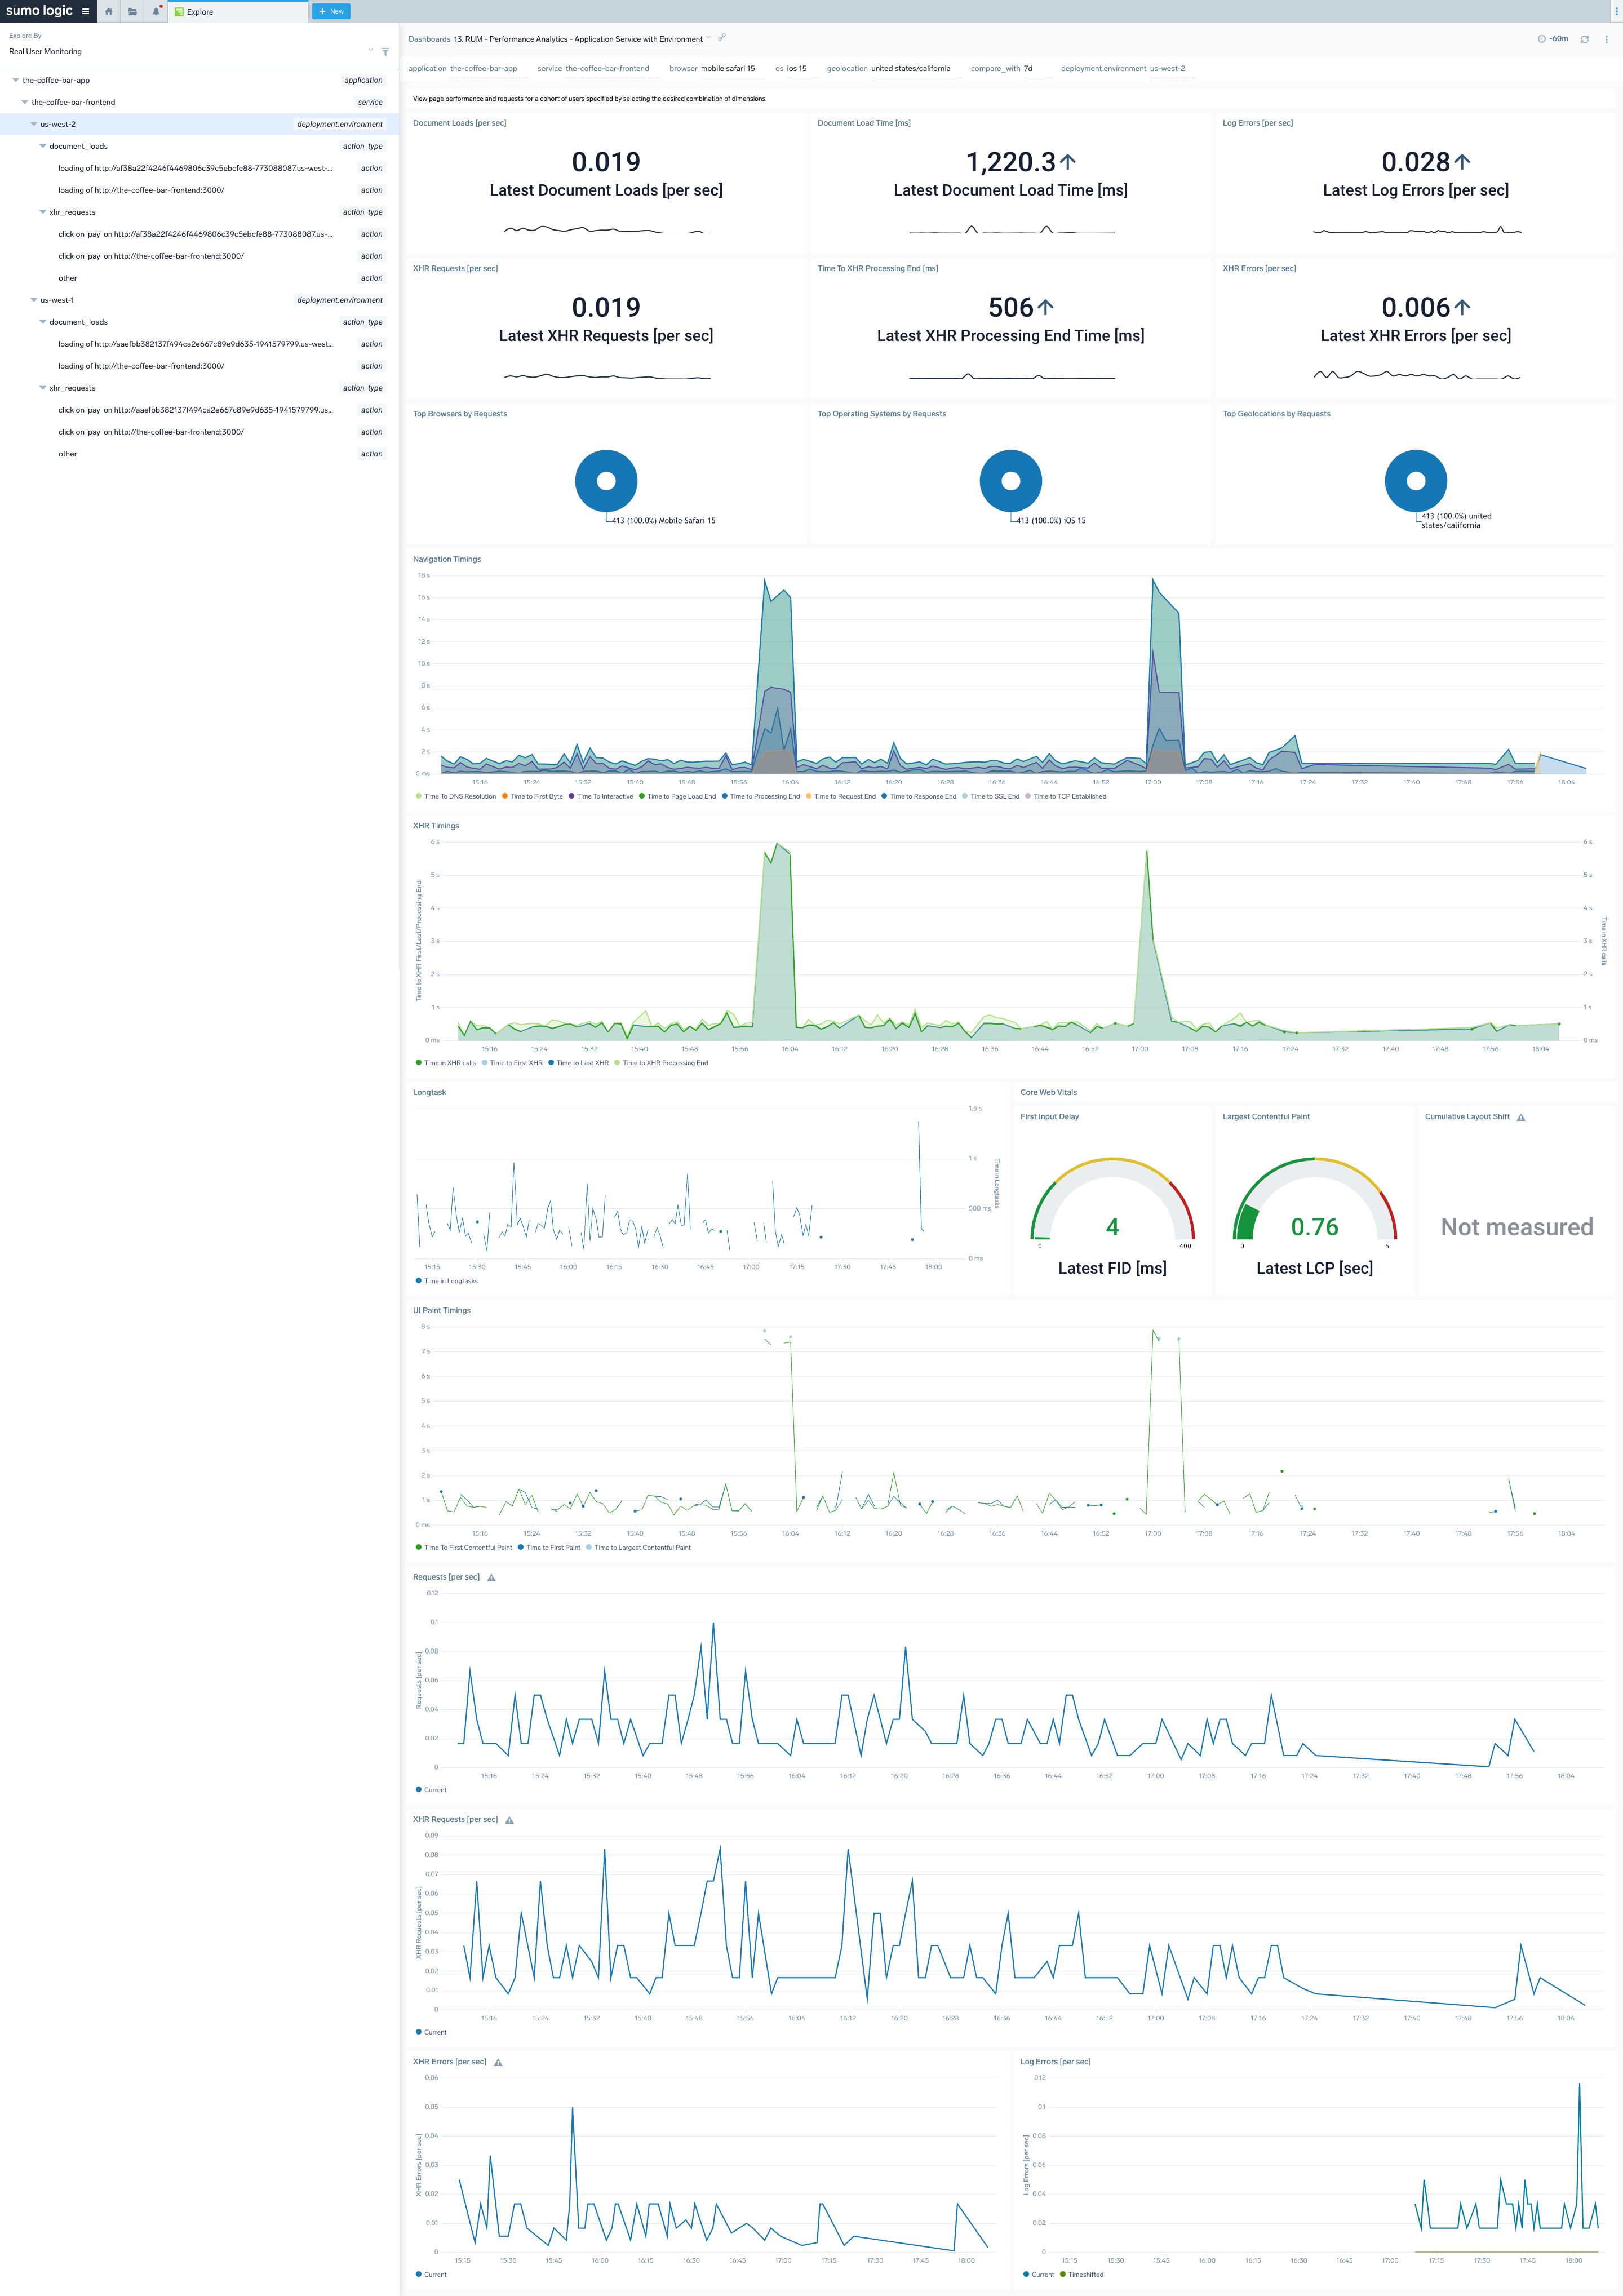 sumo logic
Explore
+ New
Explore By
Real User Monitoring
the-coffee-bar-app application
the-coffee-bar-frontend service
us-west-2 deployment.environment
document_loads action_type
loading of http://af38a22f4246f4469806c39c5ebcfe88-773088087.us-west-... action
loading of http://the-coffee-bar-frontend:3000/ action
xhr_requests action_type
click on 'pay' on http://af38a22f4246f4469806c39c5ebcfe88-773088087.us-... action
click on 'pay' on http://the-coffee-bar-frontend:3000/ action
other action
us-west-1 deployment.environment
document_loads action_type
loading of http://aaefbb382137f494ca2e667c89e9d635-1941579799.us-west... action
loading of http://the-coffee-bar-frontend:3000/ action
xhr_requests action_type
click on 'pay' on http://aaefbb382137f494ca2e667c89e9d635-1941579799.us... action
click on 'pay' on http://the-coffee-bar-frontend:3000/ action
other action
Dashboards 13. RUM - Performance Analytics - Application Service with Environment -60m
application the-coffee-bar-app service the-coffee-bar-frontend browser mobile safari 15 os ios 15 geolocation united states/california compare_with 7d deployment.environment us-west-2
View page performance and requests for a cohort of users specified by selecting the desired combination of dimensions.
Document Loads [per sec]
0.019
Latest Document Loads [per sec]
Document Load Time [ms]
1,220.3
Latest Document Load Time [ms]
Log Errors [per sec]
0.028
Latest Log Errors [per sec]
XHR Requests [per sec]
0.019
Latest XHR Requests [per sec]
Time To XHR Processing End [ms]
506
Latest XHR Processing End Time [ms]
XHR Errors [per sec]
0.006
Latest XHR Errors [per sec]
Top Browsers by Requests
413 (100.0%) Mobile Safari 15
Top Operating Systems by Requests
413 (100.0%) iOS 15
Top Geolocations by Requests
413 (100.0%) united
states/california
Navigation Timings
18 s
16 s
14 s
12 s
10 s
8 s
6 s
4 s
2 s
0 ms
15:16 15:24 15:32 15:40 15:48 15:56 16:04 16:12 16:20 16:28 16:36 16:44 16:52 17:00 17:08 17:16 17:24 17:32 17:40 17:48 17:56 18:04
Time To DNS Resolution Time to First Byte Time To Interactive Time to Page Load End Time to Processing End Time to Request End Time to Response End Time to SSL End Time to TCP Established
XHR Timings
Time to XHR First/Last/Processing End
6 s
5 s
4 s
3 s
2 s
1 s
0 ms
6 s
5 s
4 s
3 s
2 s
1 s
0 ms
Time in XHR calls
15:16 15:24 15:32 15:40 15:48 15:56 16:04 16:12 16:20 16:28 16:36 16:44 16:52 17:00 17:08 17:16 17:24 17:32 17:40 17:48 17:56 18:04
Time in XHR calls Time to First XHR Time to Last XHR Time to XHR Processing End
Longtask
1.5 s
1 s
500 ms
0 ms
Time in Longtasks
15:15 15:30 15:45 16:00 16:15 16:30 16:45 17:00 17:15 17:30 17:45 18:00
Time in Longtasks
Core Web Vitals
First Input Delay
4
0 400
Latest FID [ms]
Largest Contentful Paint
0.76
0 5
Latest LCP [sec]
Cumulative Layout Shift
Not measured
UI Paint Timings
8 s
7 s
6 s
5 s
4 s
3 s
2 s
1 s
0 ms
15:16 15:24 15:32 15:40 15:48 15:56 16:04 16:12 16:20 16:28 16:36 16:44 16:52 17:00 17:08 17:16 17:24 17:32 17:40 17:48 17:56 18:04
Time To First Contentful Paint Time to First Paint Time to Largest Contentful Paint
Requests [per sec]
Requests [per sec]
0.12
0.1
0.08
0.06
0.04
0.02
0
15:16 15:24 15:32 15:40 15:48 15:56 16:04 16:12 16:20 16:28 16:36 16:44 16:52 17:00 17:08 17:16 17:24 17:32 17:40 17:48 17:56 18:04
Current
XHR Requests [per sec]
XHR Requests [per sec]
0.09
0.08
0.07
0.06
0.05
0.04
0.03
0.02
0.01
0
15:16 15:24 15:32 15:40 15:48 15:56 16:04 16:12 16:20 16:28 16:36 16:44 16:52 17:00 17:08 17:16 17:24 17:32 17:40 17:48 17:56 18:04
Current
XHR Errors [per sec]
XHR Errors [per sec]
0.06
0.05
0.04
0.03
0.02
0.01
0
15:15 15:30 15:45 16:00 16:15 16:30 16:45 17:00 17:15 17:30 17:45 18:00
Current
Log Errors [per sec]
Log Errors [per sec]
0.12
0.1
0.08
0.06
0.04
0.02
0
15:15 15:30 15:45 16:00 16:15 16:30 16:45 17:00 17:15 17:30 17:45 18:00
Current Timeshifted